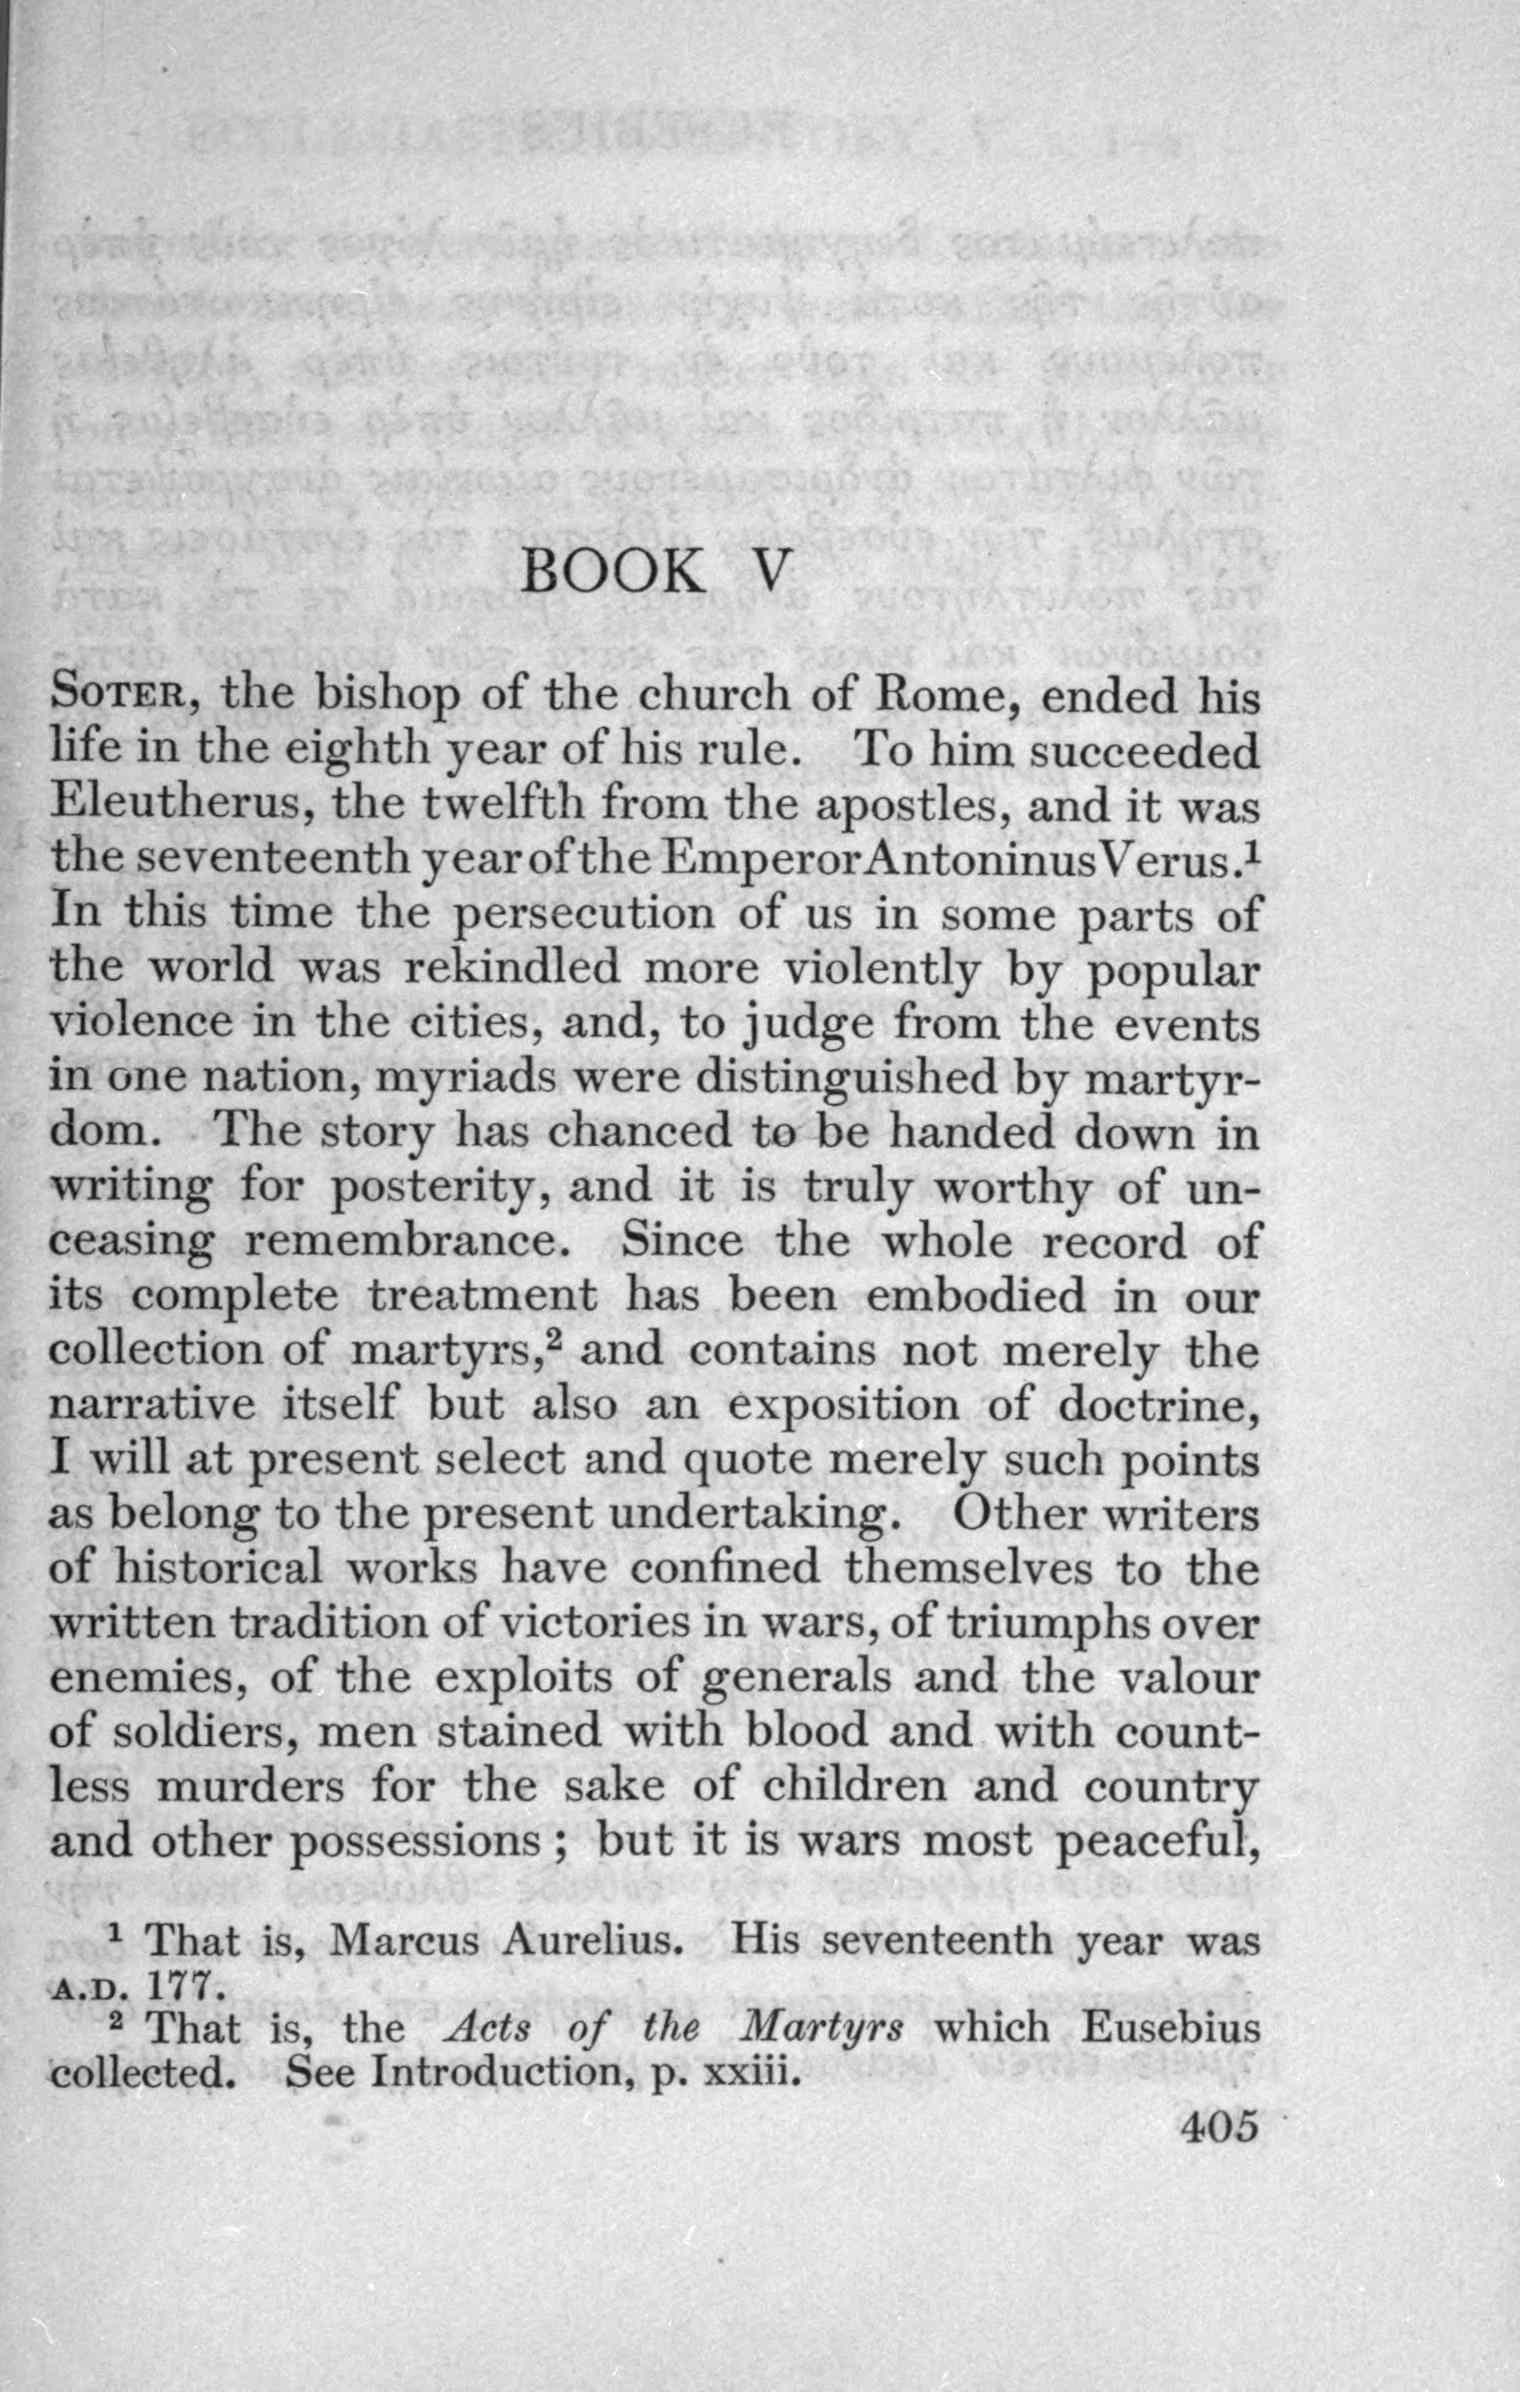 BOOK V
SOTER, the bishop of the church of Rome, ended his
life in the eighth year of his rule. To him succeeded
Eleutherus, the twelfth from the apostles, and it was
the seventeenth year of the Emperor Antoninus Verus.¹
In this time the persecution of us in some parts of
the world was rekindled more violently by popular
violence in the cities, and, to judge from the events
in one nation, myriads were distinguished by martyr-
dom. The story has chanced to be handed down in
writing for posterity, and it is truly worthy of un-
ceasing remembrance. Since the whole record of
its complete treatment has been embodied in our
collection of martyrs,² and contains not merely the
narrative itself but also an exposition of doctrine,
I will at present select and quote merely such points
as belong to the present undertaking. Other writers
of historical works have confined themselves to the
written tradition of victories in wars, of triumphs over
enemies, of the exploits of generals and the valour
of soldiers, men stained with blood and with count-
less murders for the sake of children and country
and other possessions ; but it is wars most peaceful,
¹ That is, Marcus Aurelius. His seventeenth year was
A.D. 177.
² That is, the Acts of the Martyrs which Eusebius
collected. See Introduction, p. xxiii.
405